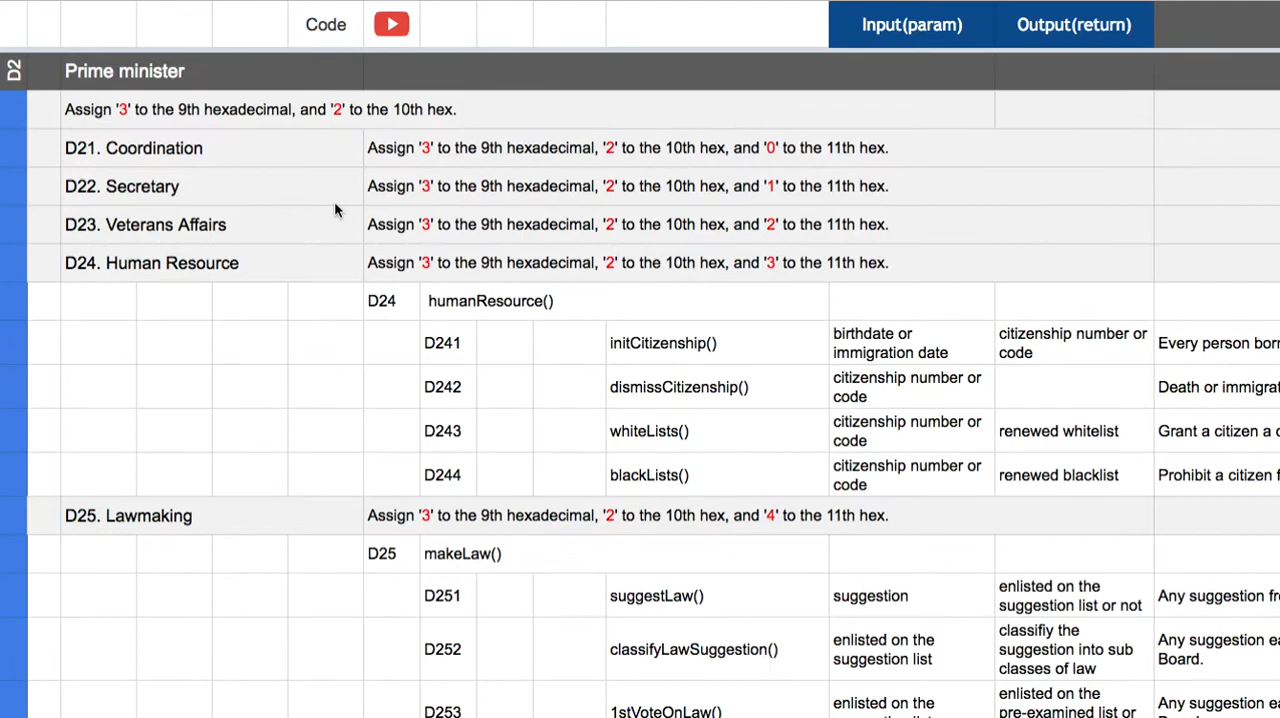 Code Input(param) Output(return)
D2 Prime minister
Assign '3' to the 9th hexadecimal, and '2' to the 10th hex.
D21. Coordination Assign '3' to the 9th hexadecimal, '2' to the 10th hex, and '0' to the 11th hex.
D22. Secretary Assign '3' to the 9th hexadecimal, '2' to the 10th hex, and '1' to the 11th hex.
D23. Veterans Affairs Assign '3' to the 9th hexadecimal, '2' to the 10th hex, and '2' to the 11th hex.
D24. Human Resource Assign '3' to the 9th hexadecimal, '2' to the 10th hex, and '3' to the 11th hex.
D24 humanResource()
D241 initCitizenship() birthdate or immigration date citizenship number or code Every person bor
D242 dismissCitizenship() citizenship number or code Death or immigra
D243 whiteLists() citizenship number or code renewed whitelist Grant a citizen a c
D244 blackLists() citizenship number or code renewed blacklist Prohibit a citizen f
D25. Lawmaking Assign '3' to the 9th hexadecimal, '2' to the 10th hex, and '4' to the 11th hex.
D25 makeLaw()
D251 suggestLaw() suggestion enlisted on the suggestion list or not Any suggestion fr
D252 classifyLawSuggestion() enlisted on the suggestion list classifiy the suggestion into sub classes of law Any suggestion ea Board.
D253 1stVoteOnLaw() enlisted on the enlisted on the pre-examined list or Any suggestion ea